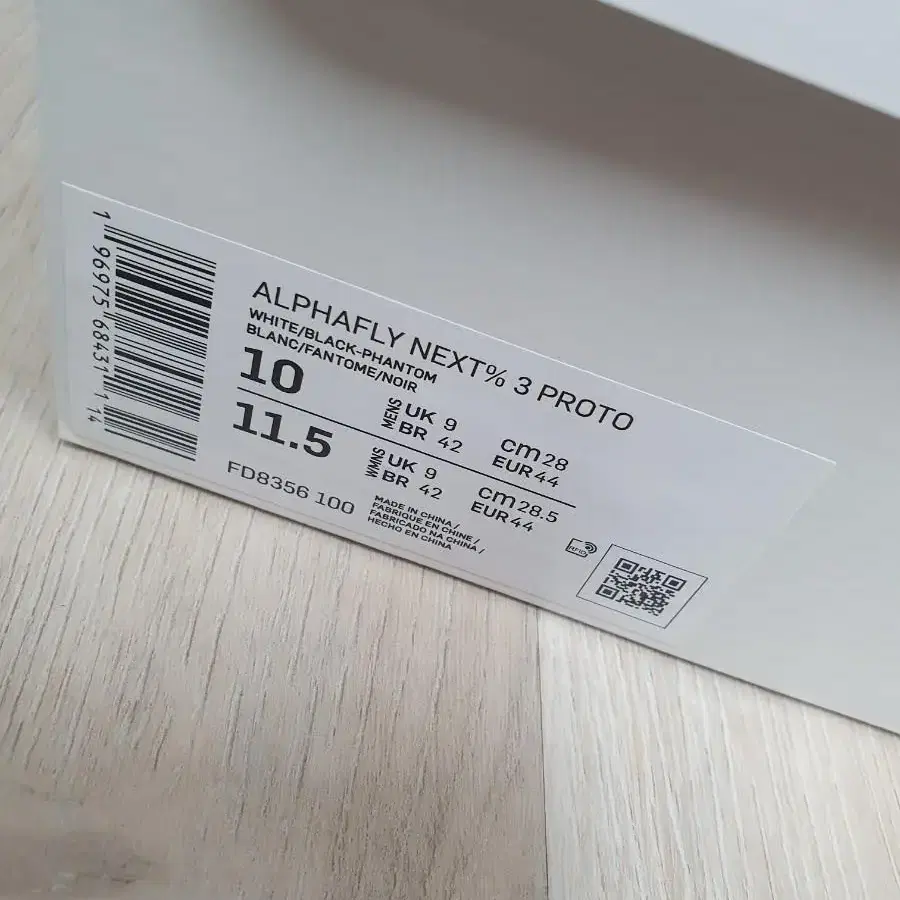 ALPHAFLY NEXT% 3 PROTO
WHITE/BLACK-PHANTOM
BLANC/FANTOME/NOIR
10
MENS
UK 9
BR 42
cm 28
EUR 44
11.5
WMNS
UK 9
BR 42
cm 28.5
EUR 44
FD8356 100
MADE IN CHINA /
FABRIQUE EN CHINE /
FABRICADO NA CHINA /
HECHO EN CHINA
RFID
1 96975 68431 1 14